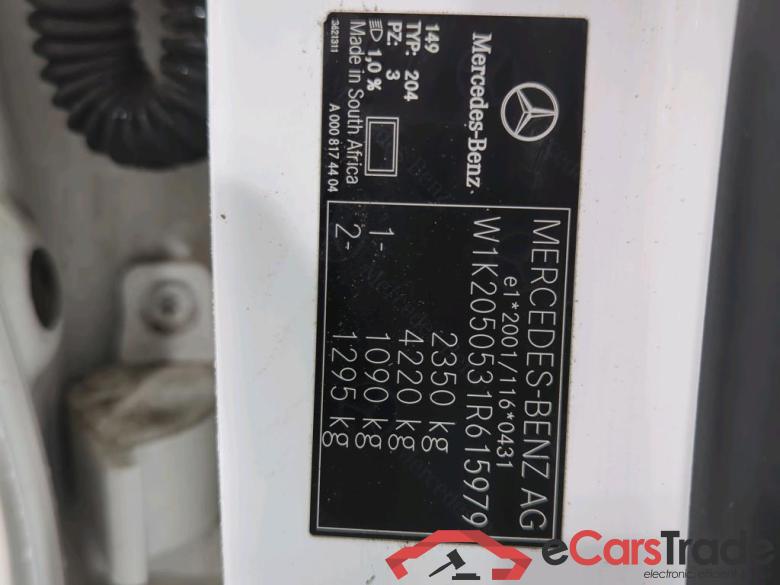 Mercedes-Benz
149
TYP: 204
PZ: 3
1,0 %
Made in South Africa
3621311
A 000 817 44 04
MERCEDES-BENZ AG
e1*2001/116*0431
W1K2050531R615979
2350 kg
4220 kg
1- 1090 kg
2- 1295 kg
eCarsTrade